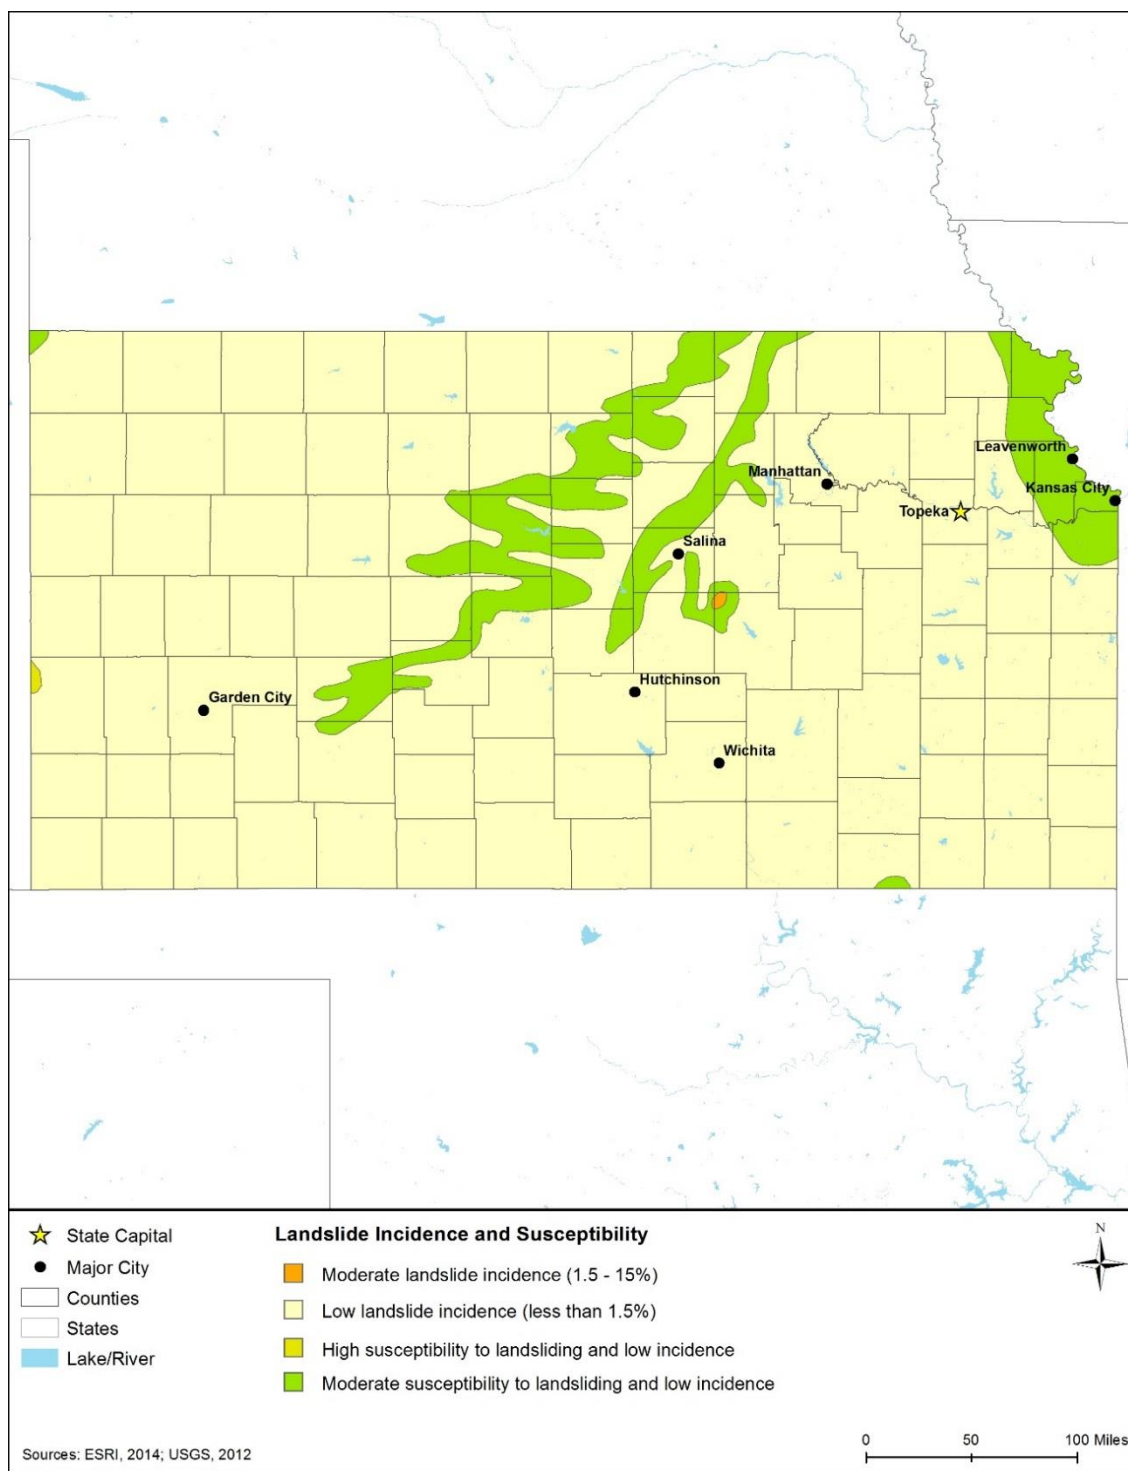 Leavenworth
Manhattan
Kansas City
Topeka
Salina
Hutchinson
Garden City
Wichita
State Capital
Major City
Counties
States
Lake/River
Landslide Incidence and Susceptibility
Moderate landslide incidence (1.5 - 15%)
Low landslide incidence (less than 1.5%)
High susceptibility to landsliding and low incidence
Moderate susceptibility to landsliding and low incidence
N
Sources: ESRI, 2014; USGS, 2012
0 50 100 Miles